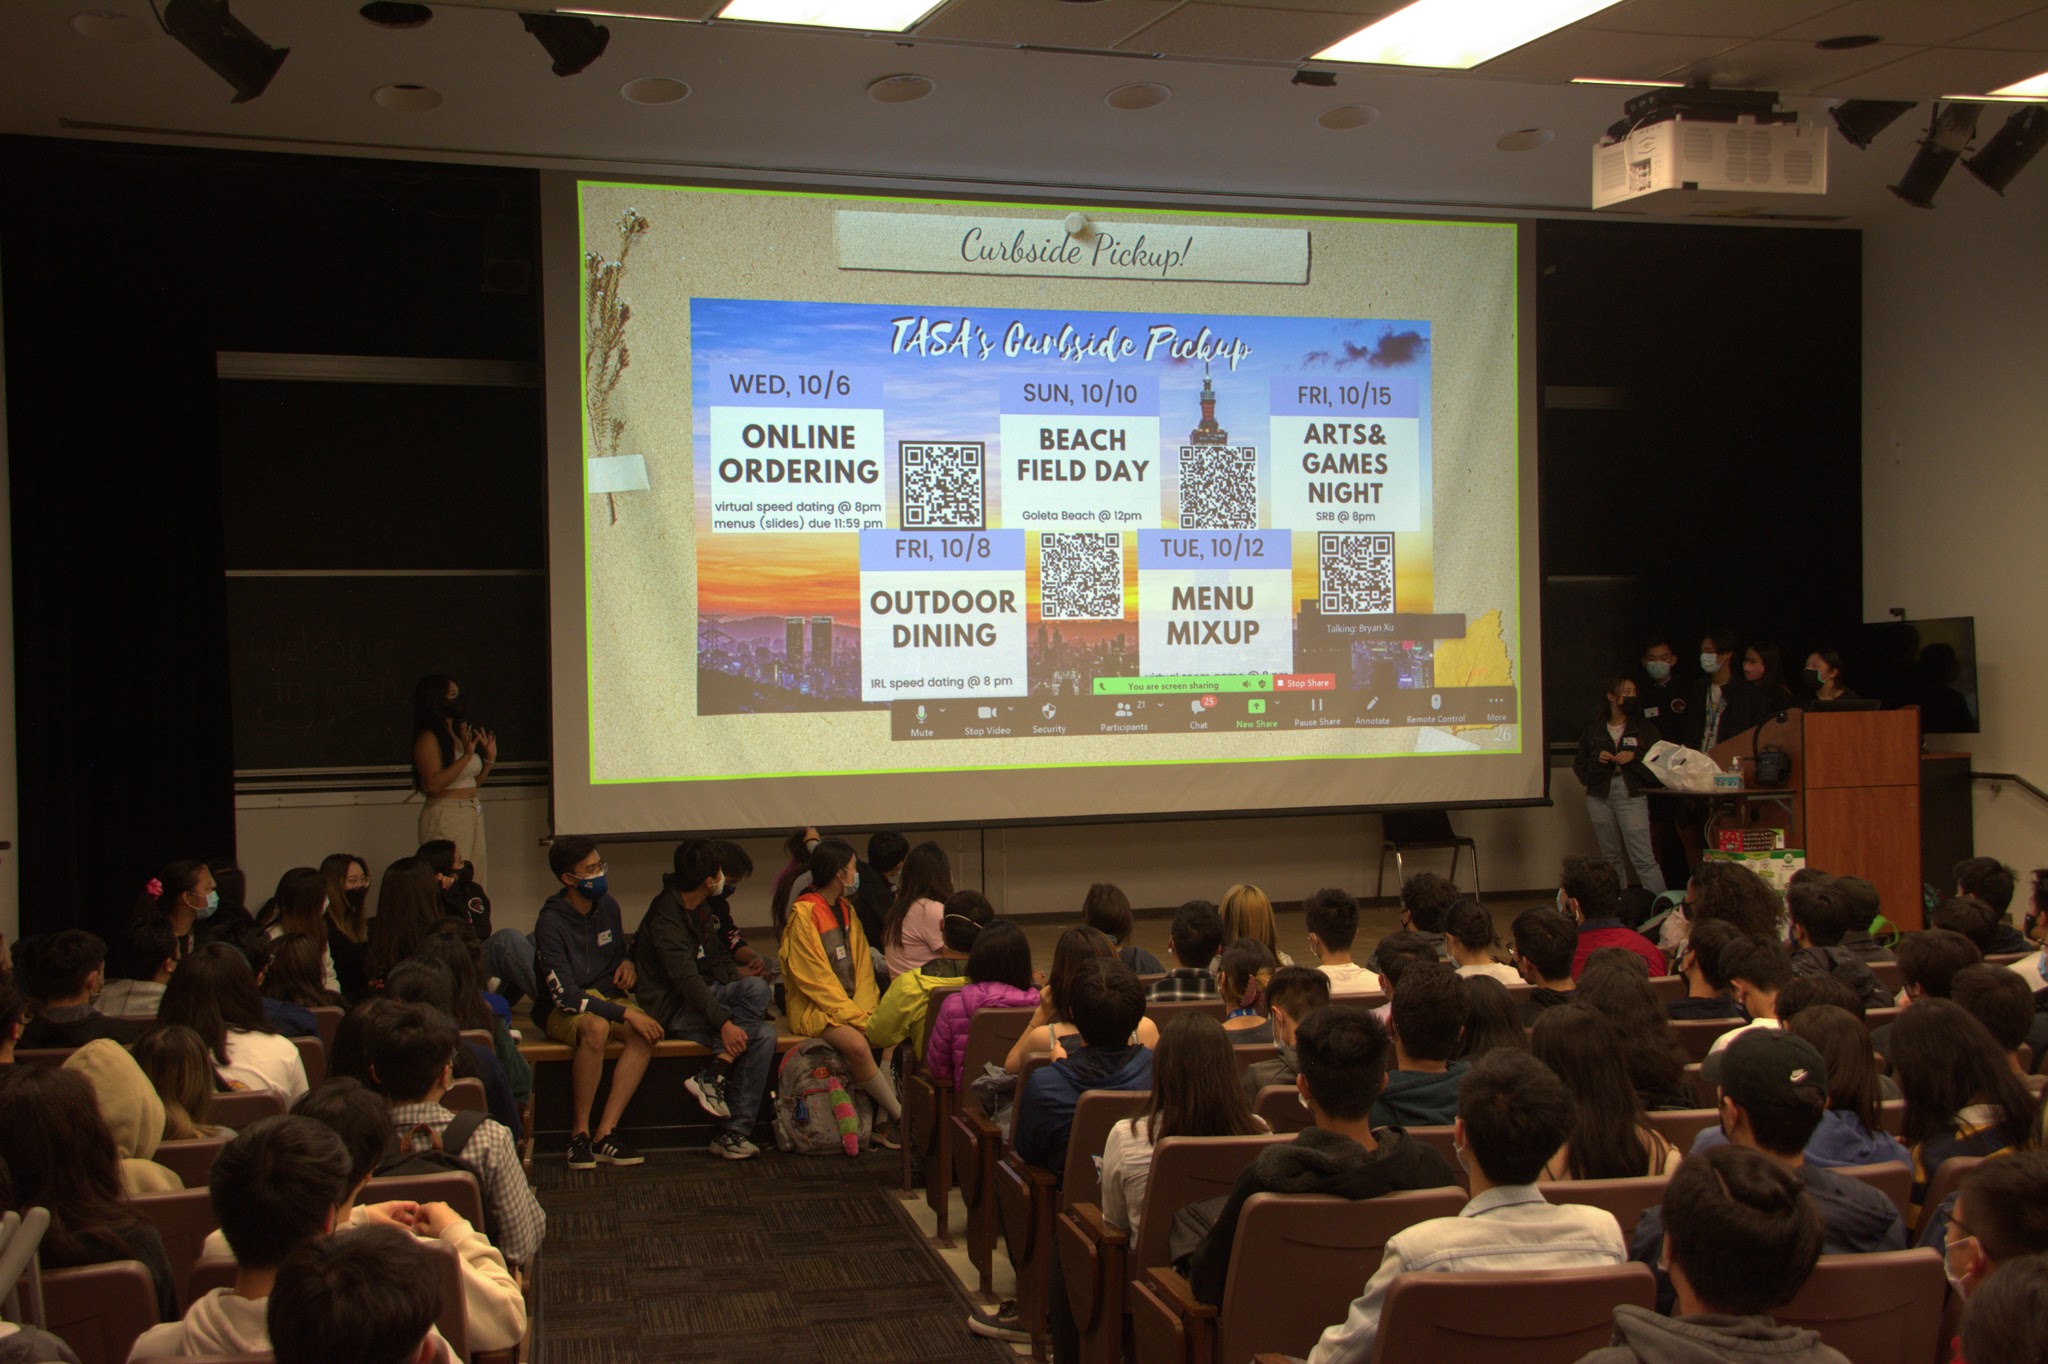 Curbside Pickup!
TASA's Curbside Pickup
WED, 10/6
ONLINE
ORDERING
virtual speed dating @ 8pm
menus (slides) due 11:59 pm
SUN, 10/10
BEACH
FIELD DAY
Goleta Beach @ 12pm
FRI, 10/15
ARTS&
GAMES
NIGHT
SRB @ 8pm
FRI, 10/8
OUTDOOR
DINING
IRL speed dating @ 8 pm
TUE, 10/12
MENU
MIXUP
Talking: Bryan Xu
You are screen sharing
Stop Share
Mute
Stop Video
Security
Participants
21
Chat
25
New Share
Pause Share
Annotate
Remote Control
More
26